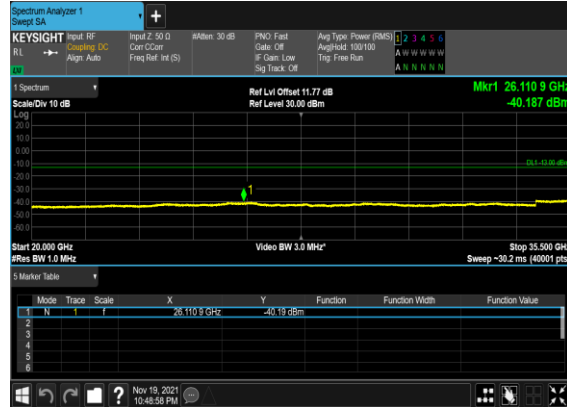 Spectrum Analyzer 1
Swept SA
+
KEYSIGHT Input: RF Input Z: 50 Ω #Atten: 30 dB PNO: Fast Avg Type: Power (RMS) 1 2 3 4 5 6
RL Coupling: DC Corr CCorr Gate: Off Avg|Hold: 100/100 A W W W W W
Align: Auto Freq Ref: Int (S) IF Gain: Low Trig: Free Run
Sig Track: Off A N N N N N
1 Spectrum Ref Lvl Offset 11.77 dB Mkr1 26.110 9 GHz
Scale/Div 10 dB Ref Level 30.00 dBm -40.187 dBm
Log
20.0
10.0
0.00
-10.0
DL1 -13.00 dBm
-20.0
-30.0
1
-40.0
-50.0
-60.0
Start 20.000 GHz Video BW 3.0 MHz* Stop 35.500 GHz
#Res BW 1.0 MHz Sweep ~30.2 ms (40001 pts)
5 Marker Table
Mode Trace Scale X Y Function Function Width Function Value
1 N 1 f 26.110 9 GHz -40.19 dBm
2
3
4
5
6
? Nov 19, 2021
10:48:58 PM